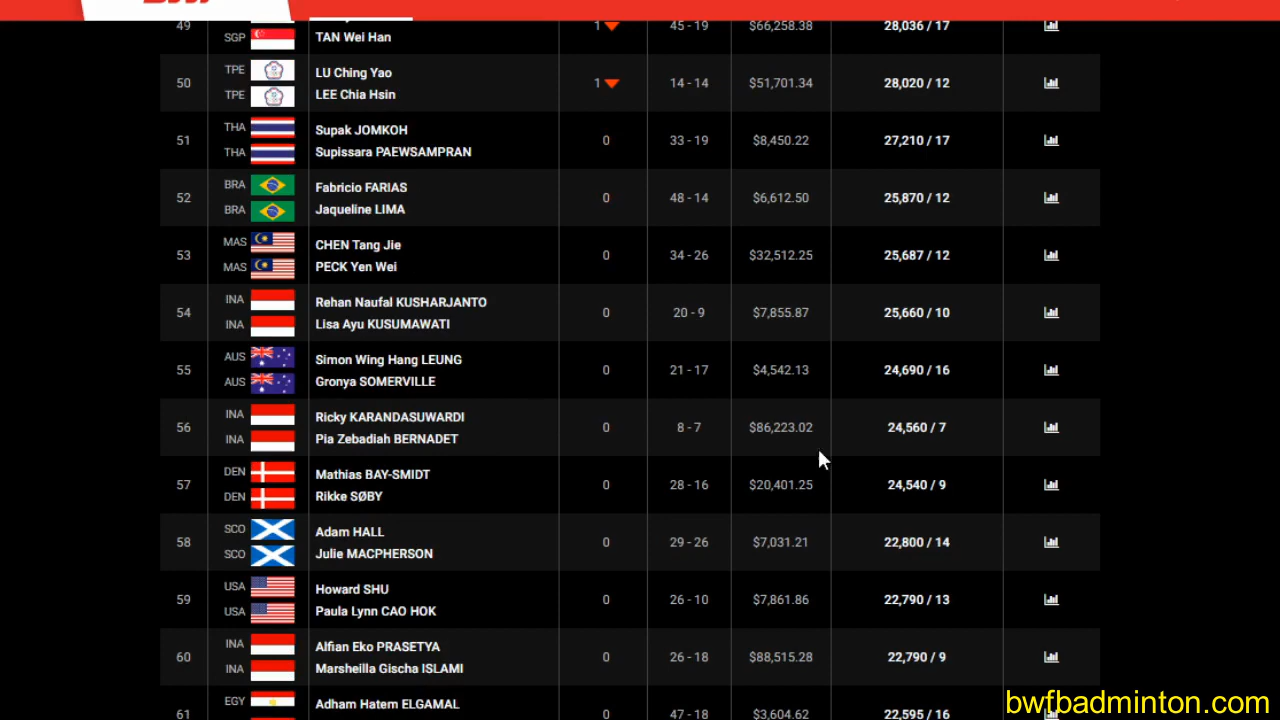 49 SGP TAN Wei Han 1 45 - 19 $66,258.38 28,036 / 17
TPE LU Ching Yao
50 1 14 - 14 $51,701.34 28,020 / 12
TPE LEE Chia Hsin
THA Supak JOMKOH
51 0 33 - 19 $8,450.22 27,210 / 17
THA Supissara PAEWSAMPRAN
BRA Fabricio FARIAS
52 0 48 - 14 $6,612.50 25,870 / 12
BRA Jaqueline LIMA
MAS CHEN Tang Jie
53 0 34 - 26 $32,512.25 25,687 / 12
MAS PECK Yen Wei
INA Rehan Naufal KUSHARJANTO
54 0 20 - 9 $7,855.87 25,660 / 10
INA Lisa Ayu KUSUMAWATI
AUS Simon Wing Hang LEUNG
55 0 21 - 17 $4,542.13 24,690 / 16
AUS Gronya SOMERVILLE
INA Ricky KARANDASUWARDI
56 0 8 - 7 $86,223.02 24,560 / 7
INA Pia Zebadiah BERNADET
DEN Mathias BAY-SMIDT
57 0 28 - 16 $20,401.25 24,540 / 9
DEN Rikke SØBY
SCO Adam HALL
58 0 29 - 26 $7,031.21 22,800 / 14
SCO Julie MACPHERSON
USA Howard SHU
59 0 26 - 10 $7,861.86 22,790 / 13
USA Paula Lynn CAO HOK
INA Alfian Eko PRASETYA
60 0 26 - 18 $88,515.28 22,790 / 9
INA Marsheilla Gischa ISLAMI
EGY Adham Hatem ELGAMAL
61 0 47 - 18 $3,604.62 22,595 / 16
bwfbadminton.com